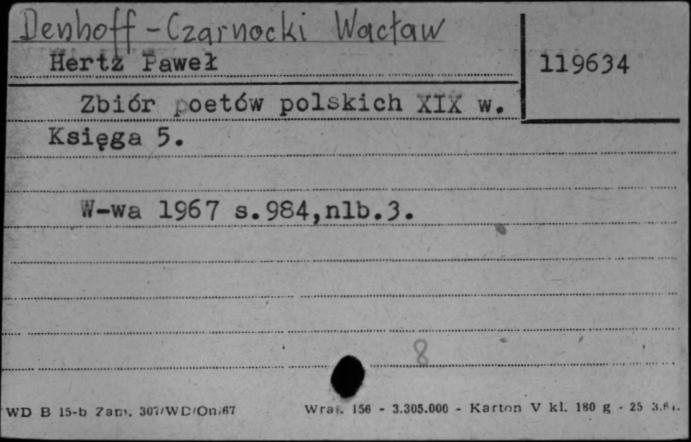 Denhoff-Czarnocki Wacław
Hertz Paweł
119634
Zbiór poetów polskich XIX w.
Księga 5.
W-wa 1967 s.984,nlb.3.
8
WD B 15-b Zam. 307/WD/On/67
156 - 3.305.000 - Karton V kl. 180 g - 25